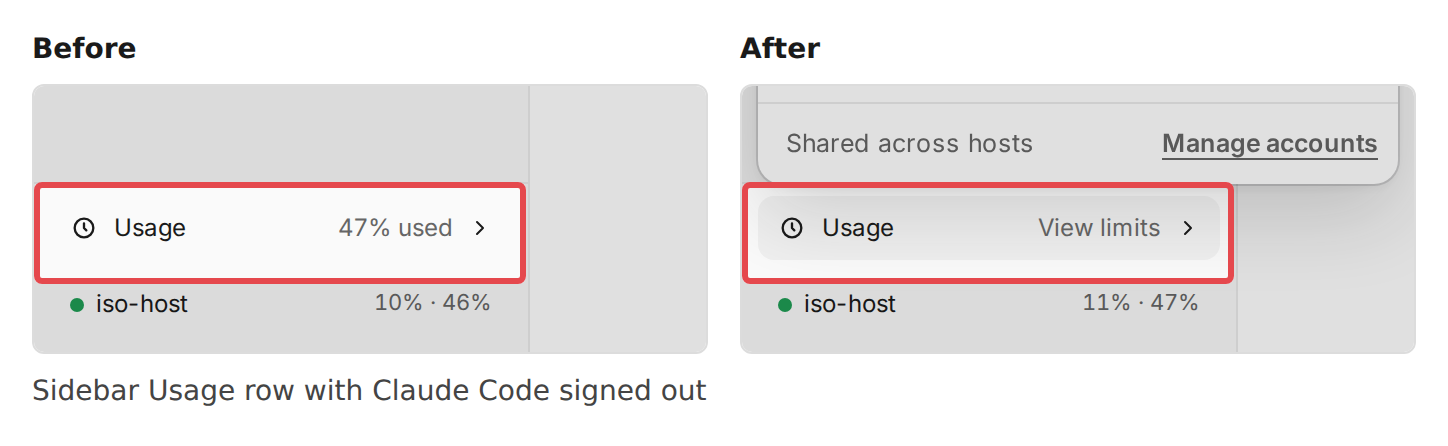 Before
Usage 47% used
iso-host 10% · 46%
After
Shared across hosts Manage accounts
Usage View limits
iso-host 11% · 47%
Sidebar Usage row with Claude Code signed out